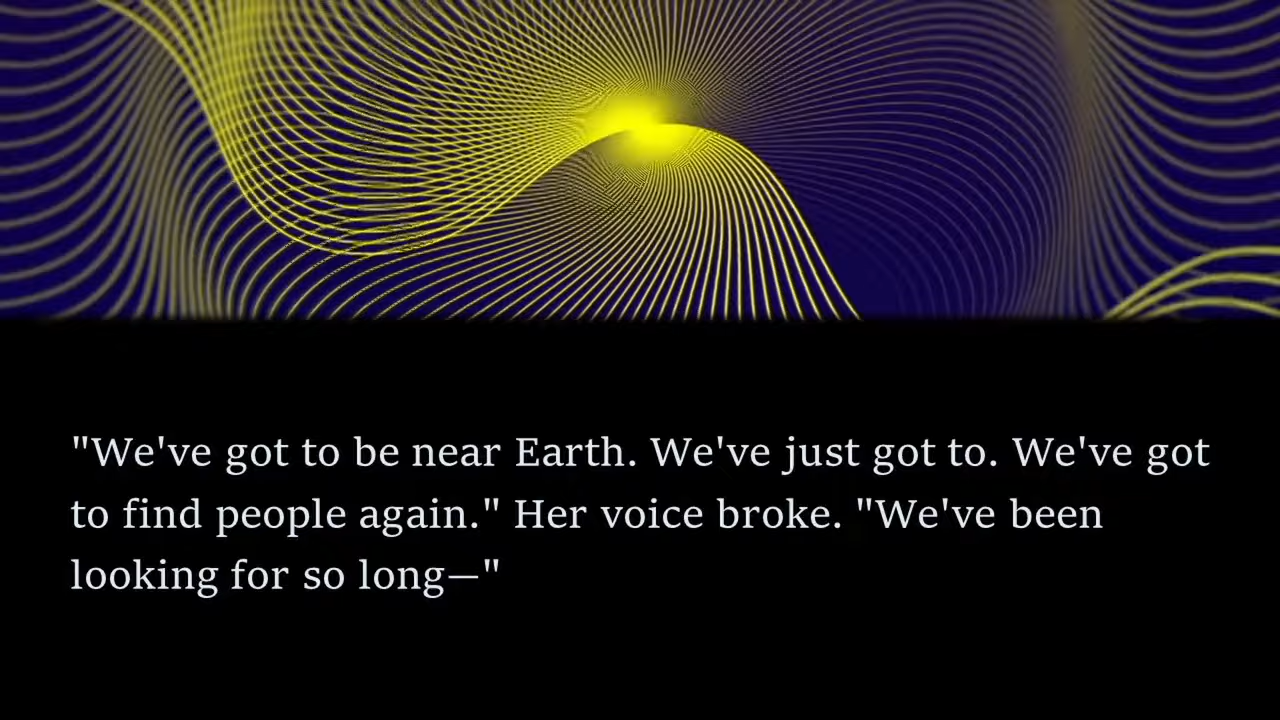 "We've got to be near Earth. We've just got to. We've got
to find people again." Her voice broke. "We've been
looking for so long—"